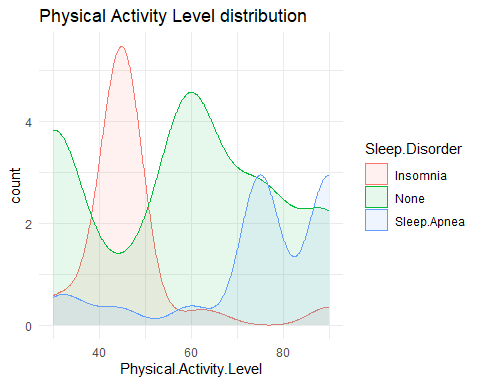 Physical Activity Level distribution
count
4
2
0
40
60
80
Physical.Activity.Level
Sleep.Disorder
Insomnia
None
Sleep.Apnea